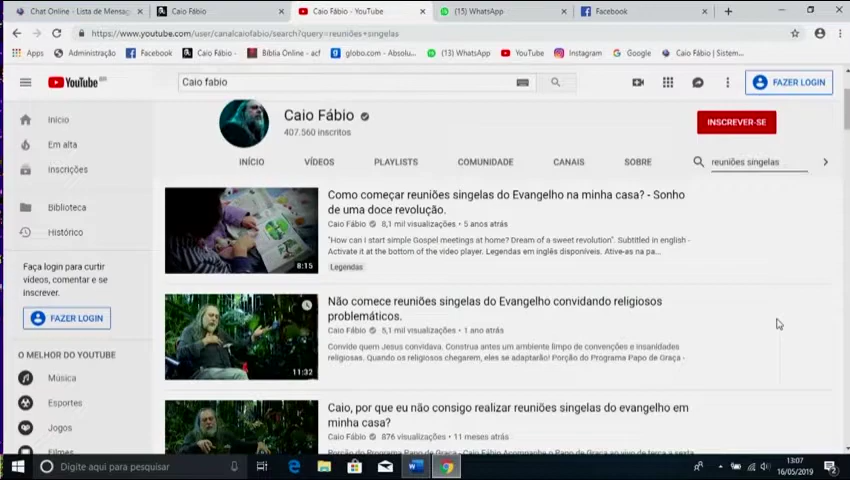 Chat Online - Lista de Mensag
Caio Fábio
Caio Fábio - YouTube
(15) WhatsApp
Facebook
https://www.youtube.com/user/canalcaiofabio/search?query=reuniões+singelas
Apps
Administração
Facebook
Caio Fábio -
Bíblia Online - acf
globo.com - Absolu...
(13) WhatsApp
YouTube
Instagram
Google
Caio Fábio | Sistem...
YouTube BR
Caio fabio
FAZER LOGIN
Início
Em alta
Inscrições
Biblioteca
Histórico
Faça login para curtir
vídeos, comentar e se
inscrever.
FAZER LOGIN
O MELHOR DO YOUTUBE
Música
Esportes
Jogos
Filmes
Caio Fábio
407.560 inscritos
INSCREVER-SE
INÍCIO
VÍDEOS
PLAYLISTS
COMUNIDADE
CANAIS
SOBRE
reuniões singelas
Como começar reuniões singelas do Evangelho na minha casa? - Sonho
de uma doce revolução.
Caio Fábio
8,1 mil visualizações • 5 anos atrás
"How can i start simple Gospel meetings at home? Dream of a sweet revolution". Subtitled in english -
Activate it at the bottom of the video player. Legendas em inglês disponíveis. Ative-as na pa...
Legendas
8:15
Não comece reuniões singelas do Evangelho convidando religiosos
problemáticos.
Caio Fábio
5,1 mil visualizações • 1 ano atrás
Convide quem Jesus convidava. Construa antes um ambiente limpo de convenções e insanidades
religiosas. Quando os religiosos chegarem, eles se adaptarão! Porção do Programa Papo de Graça -
11:32
Caio, por que eu não consigo realizar reuniões singelas do evangelho em
minha casa?
Caio Fábio
876 visualizações • 11 meses atrás
Digite aqui para pesquisar
13:07
16/05/2019